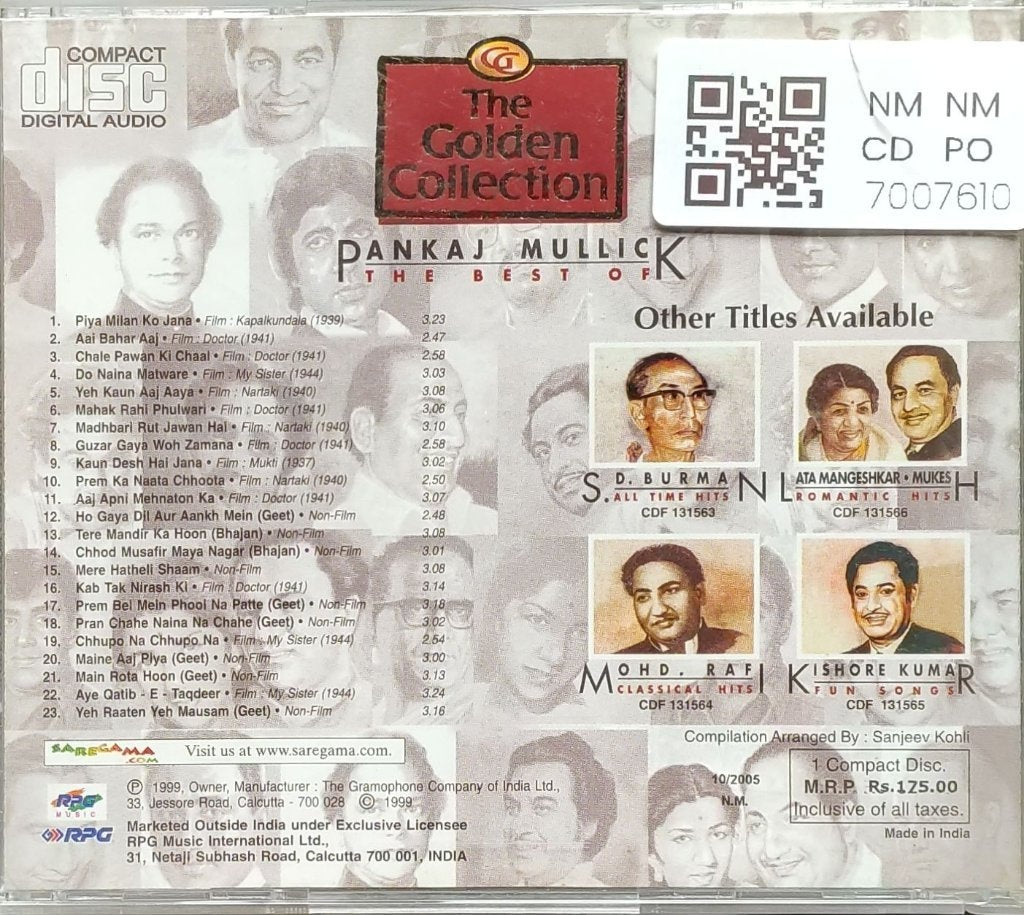 COMPACT
disc
DIGITAL AUDIO
CG
The
Golden
Collection
NM NM
CD PO
7007610
PANKAJ MULLICK
THE BEST OF
1. Piya Milan Ko Jana • Film : Kapalkundala (1939) 3.23
2. Aai Bahar Aaj • Film : Doctor (1941) 2.47
3. Chale Pawan Ki Chaal • Film : Doctor (1941) 2.58
4. Do Naina Matware • Film : My Sister (1944) 3.03
5. Yeh Kaun Aaj Aaya • Film : Nartaki (1940) 3.08
6. Mahak Rahi Phulwari • Film : Doctor (1941) 3.06
7. Madhbari Rut Jawan Hai • Film : Nartaki (1940) 3.10
8. Guzar Gaya Woh Zamana • Film : Doctor (1941) 2.58
9. Kaun Desh Hai Jana • Film : Mukti (1937) 3.02
10. Prem Ka Naata Chhoota • Film : Nartaki (1940) 2.50
11. Aaj Apni Mehnaton Ka • Film : Doctor (1941) 3.07
12. Ho Gaya Dil Aur Aankh Mein (Geet) • Non-Film 2.48
13. Tere Mandir Ka Hoon (Bhajan) • Non-Film 3.08
14. Chhod Musafir Maya Nagar (Bhajan) • Non-Film 3.01
15. Mere Hatheli Shaam • Non-Film 3.08
16. Kab Tak Nirash Ki • Film : Doctor (1941) 3.14
17. Prem Bel Mein Phool Na Patte (Geet) • Non-Film 3.18
18. Pran Chahe Naina Na Chahe (Geet) • Non-Film 3.02
19. Chhupo Na Chhupo Na • Film : My Sister (1944) 2.54
20. Maine Aaj Piya (Geet) • Non-Film 3.00
21. Main Rota Hoon (Geet) • Non-Film 3.13
22. Aye Qatib - E - Taqdeer • Film : My Sister (1944) 3.24
23. Yeh Raaten Yeh Mausam (Geet) • Non-Film 3.16
Other Titles Available
S.D. BURMAN
ALL TIME HITS
CDF 131563
LATA MANGESHKAR • MUKESH
ROMANTIC HITS
CDF 131566
MOHD. RAFI
CLASSICAL HITS
CDF 131564
KISHORE KUMAR
FUN SONGS
CDF 131565
SAREGAMA
.COM
Visit us at www.saregama.com.
RPG
MUSIC
RPG
Ⓟ 1999, Owner, Manufacturer : The Gramophone Company of India Ltd.,
33, Jessore Road, Calcutta - 700 028 © 1999
Marketed Outside India under Exclusive Licensee
RPG Music International Ltd.,
31, Netaji Subhash Road, Calcutta 700 001, INDIA
Compilation Arranged By : Sanjeev Kohli
10/2005
N.M.
1 Compact Disc.
M.R.P. Rs.175.00
Inclusive of all taxes.
Made in India